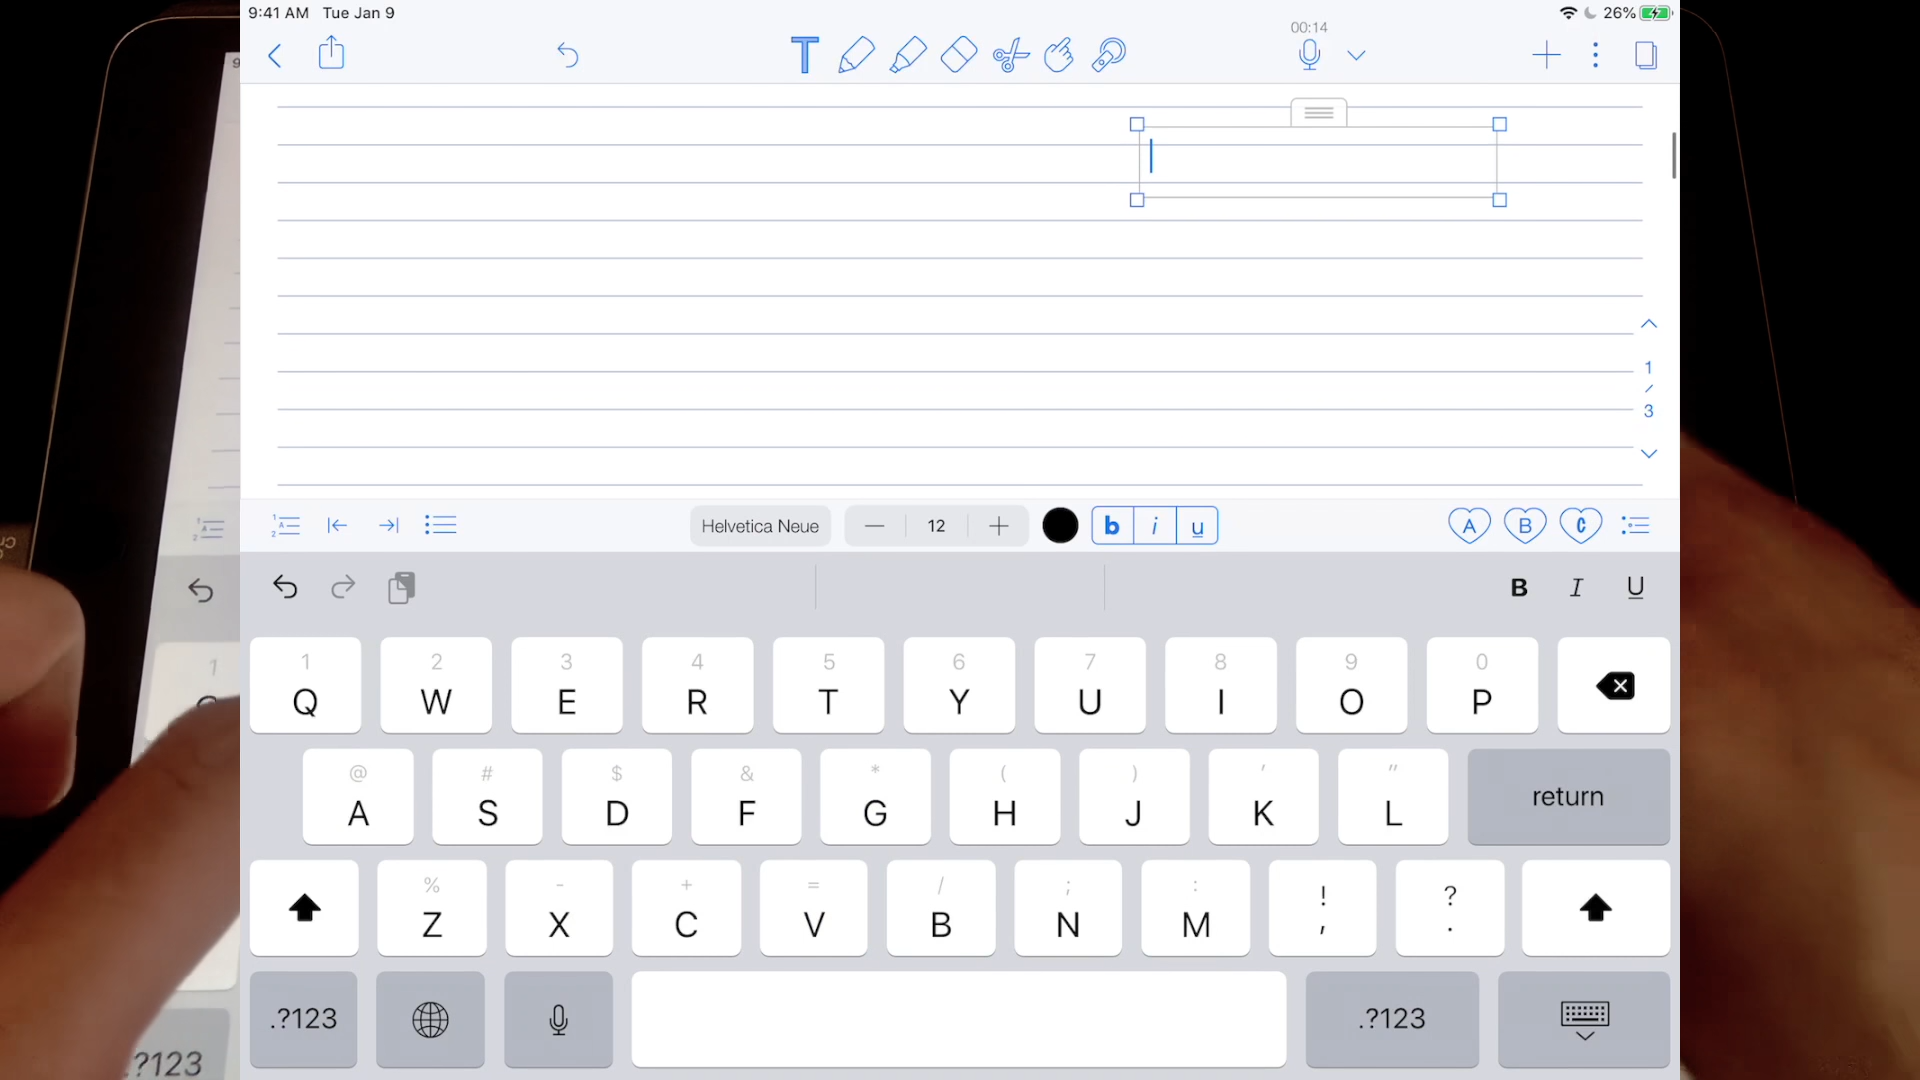 9:41 AM Tue Jan 9
26%
00:14
T
1
/
3
Helvetica Neue
— 12 +
b i u
A B C
B I U
1 2 3 4 5 6 7 8 9 0
Q W E R T Y U I O P
@ # $ & * ( ) ' "
A S D F G H J K L return
% - + = / ; : ! ?
Z X C V B N M , .
.?123 .?123
.?123